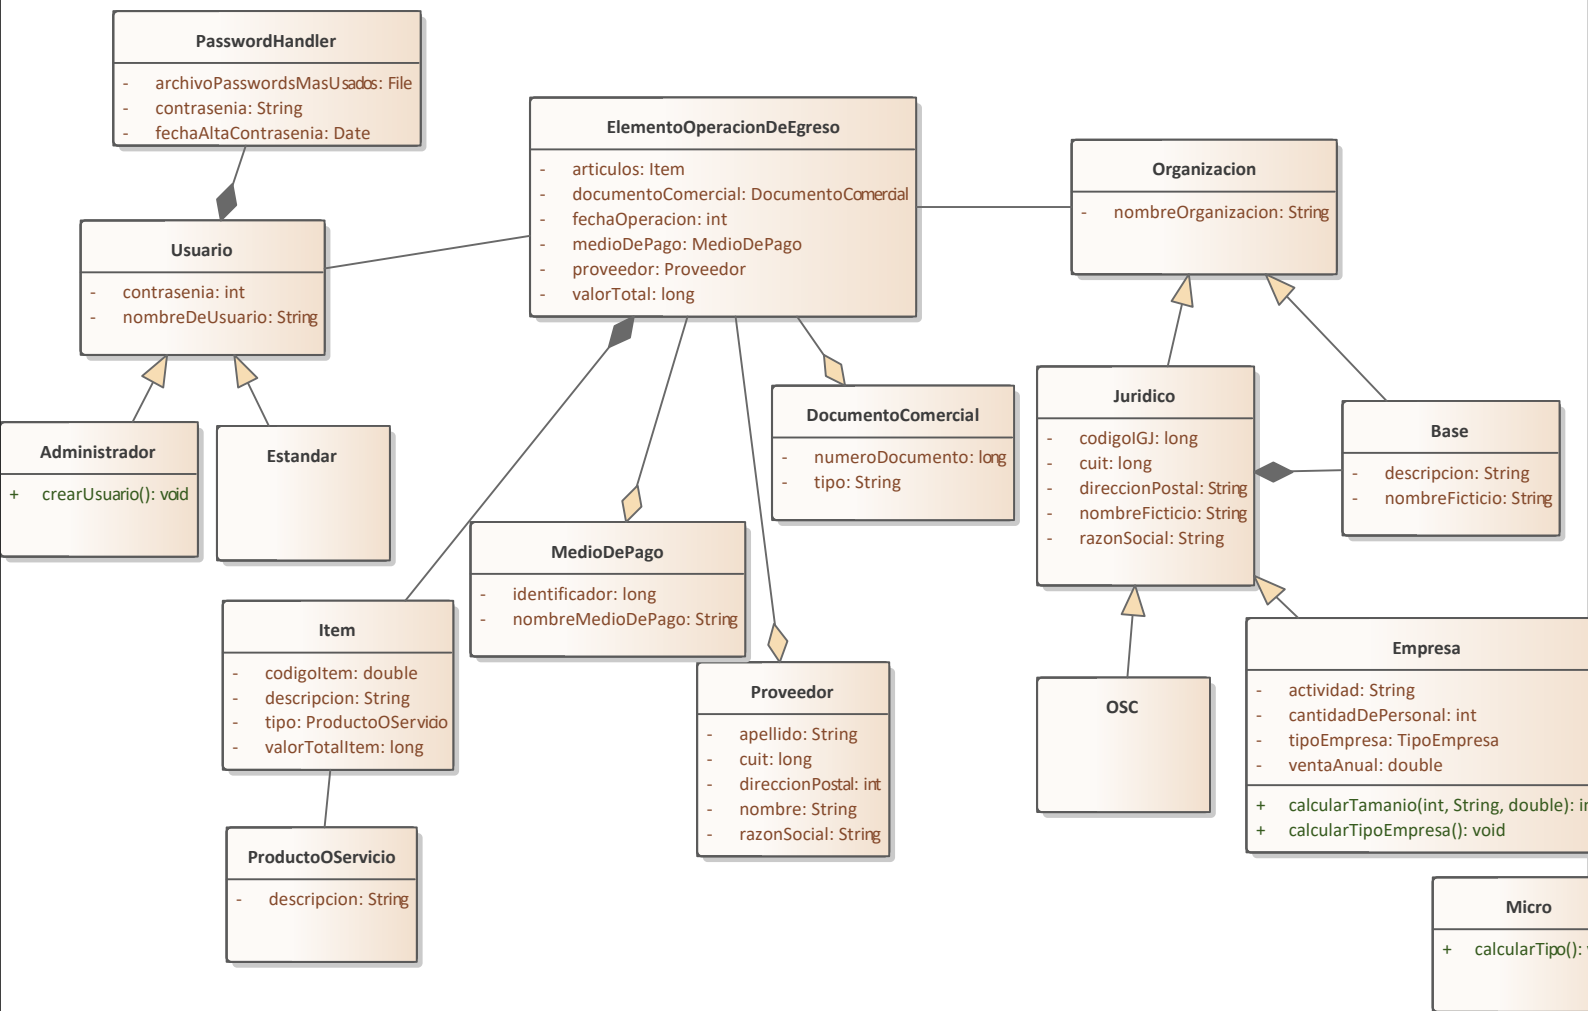 PasswordHandler
- archivoPasswordsMasUsados: File
- contrasenia: String
- fechaAltaContrasenia: Date
ElementoOperacionDeEgreso
- articulos: Item
- documentoComercial: DocumentoComercial
- fechaOperacion: int
- medioDePago: MedioDePago
- proveedor: Proveedor
- valorTotal: long
Organizacion
- nombreOrganizacion: String
Usuario
- contrasenia: int
- nombreDeUsuario: String
Administrador
+ crearUsuario(): void
Estandar
Juridico
- codigoIGJ: long
- cuit: long
- direccionPostal: String
- nombreFicticio: String
- razonSocial: String
Base
- descripcion: String
- nombreFicticio: String
DocumentoComercial
- numeroDocumento: long
- tipo: String
MedioDePago
- identificador: long
- nombreMedioDePago: String
Item
- codigoItem: double
- descripcion: String
- tipo: ProductoOServicio
- valorTotalItem: long
Proveedor
- apellido: String
- cuit: long
- direccionPostal: int
- nombre: String
- razonSocial: String
OSC
Empresa
- actividad: String
- cantidadDePersonal: int
- tipoEmpresa: TipoEmpresa
- ventaAnual: double
+ calcularTamanio(int, String, double):
+ calcularTipoEmpresa(): void
ProductoOServicio
- descripcion: String
Micro
+ calcularTipo():